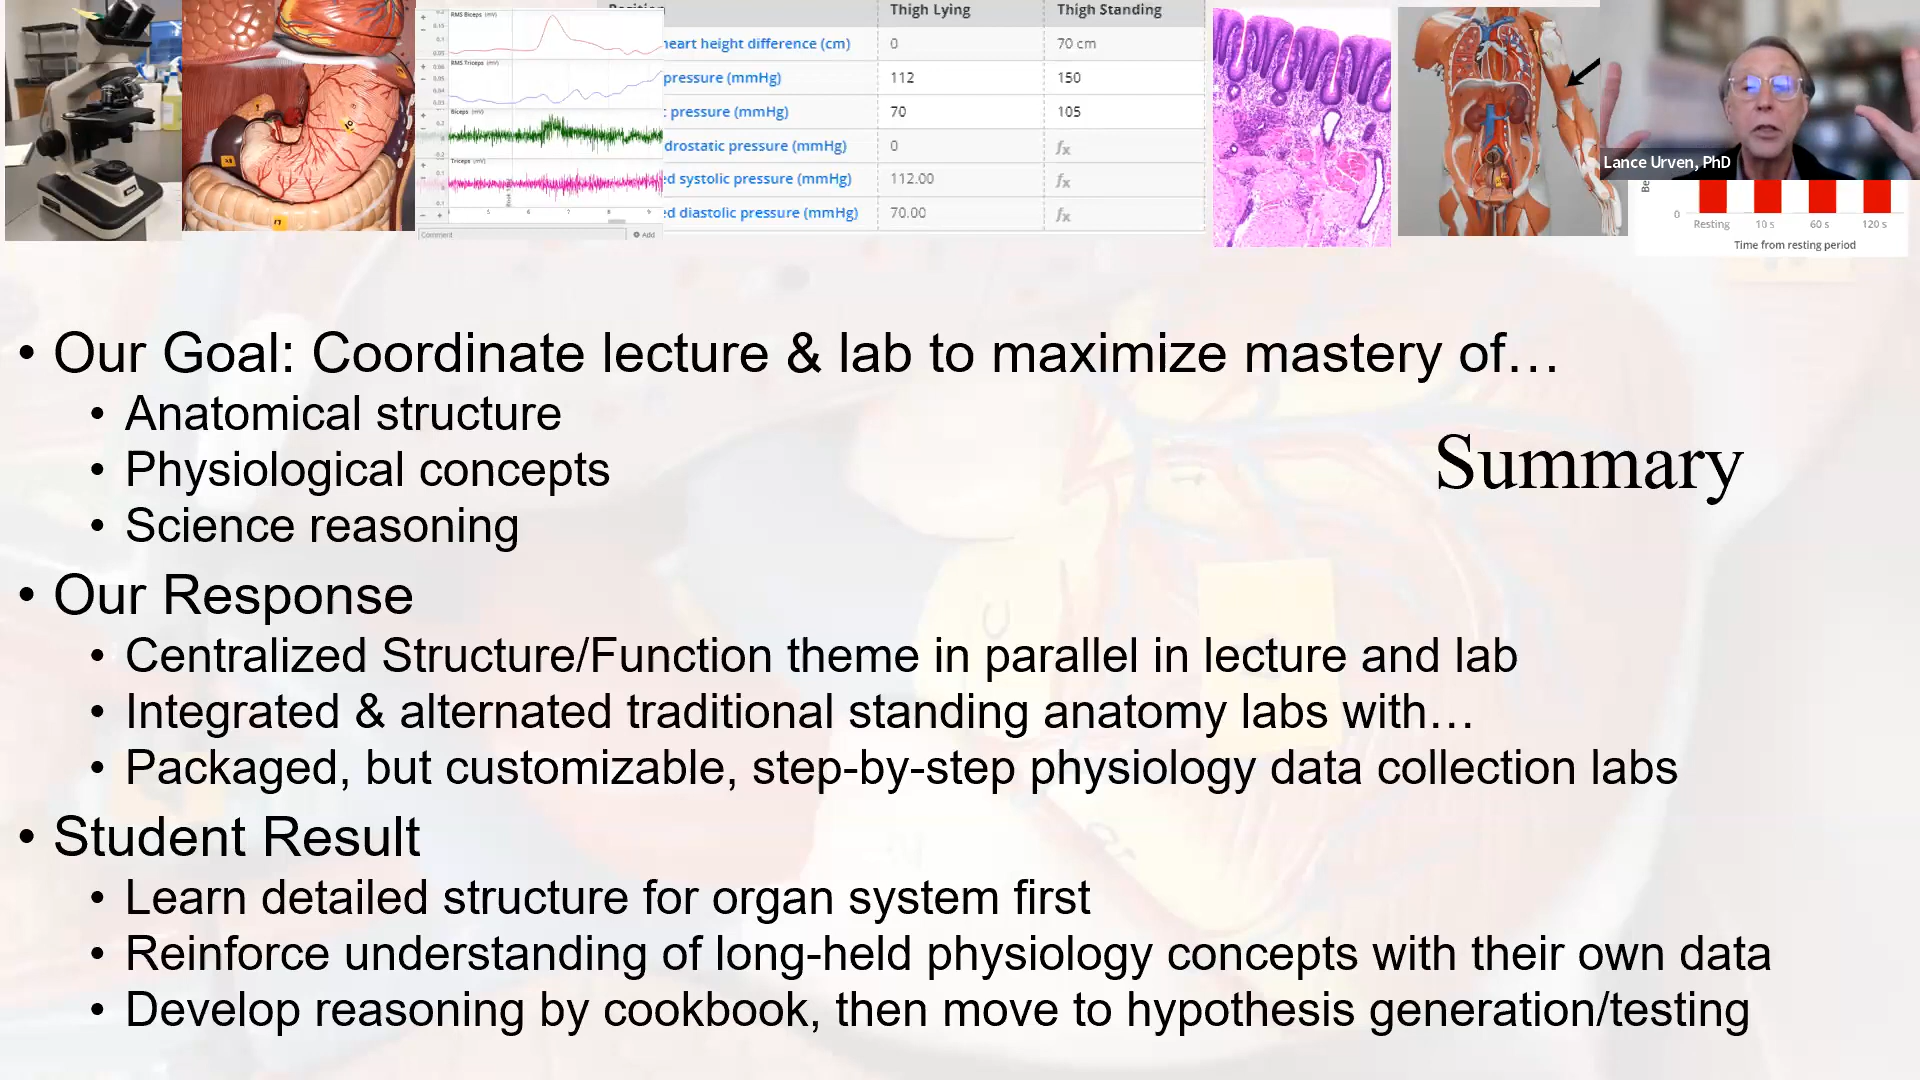 RMS Biceps (mV)
RMS Triceps (mV)
Biceps (mV)
Triceps (mV)
Comment
Add
Thigh Lying Thigh Standing
heart height difference (cm) 0 70 cm
pressure (mmHg) 112 150
pressure (mmHg) 70 105
drostatic pressure (mmHg) 0 fx
ed systolic pressure (mmHg) 112.00 fx
ed diastolic pressure (mmHg) 70.00 fx
Lance Urven, PhD
Be
0
Resting 10 s 60 s 120 s
Time from resting period
• Our Goal: Coordinate lecture & lab to maximize mastery of…
• Anatomical structure
Summary
• Physiological concepts
• Science reasoning
• Our Response
• Centralized Structure/Function theme in parallel in lecture and lab
• Integrated & alternated traditional standing anatomy labs with…
• Packaged, but customizable, step-by-step physiology data collection labs
• Student Result
• Learn detailed structure for organ system first
• Reinforce understanding of long-held physiology concepts with their own data
• Develop reasoning by cookbook, then move to hypothesis generation/testing